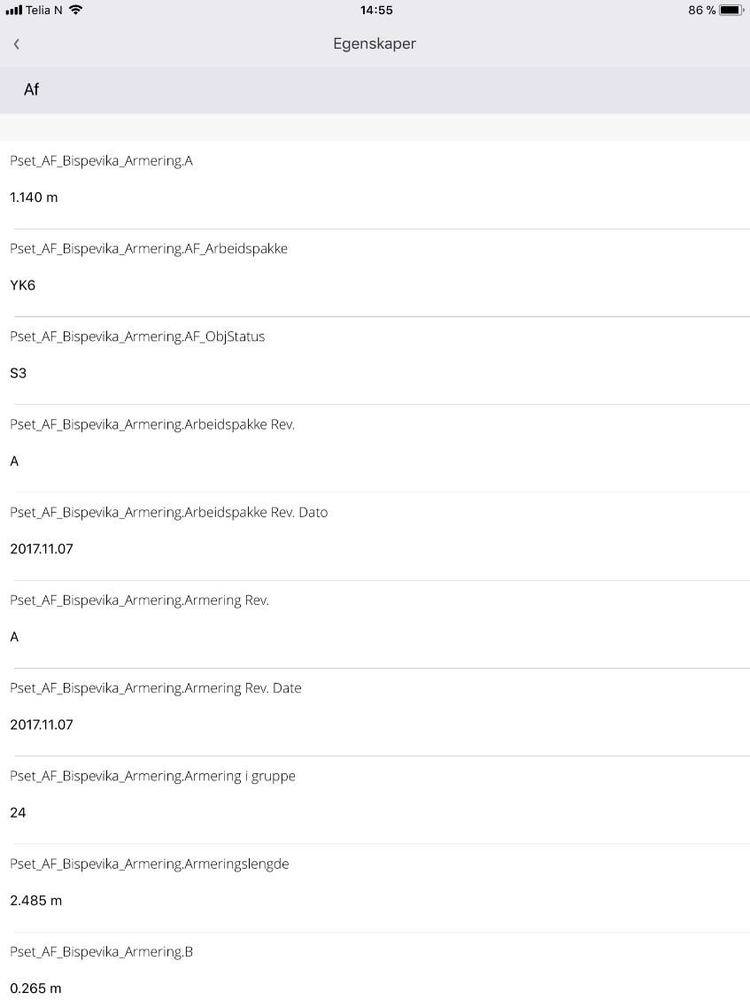 Telia N 14:55 86 %
Egenskaper
Af
Pset_AF_Bispevika_Armering.A
1.140 m
Pset_AF_Bispevika_Armering.AF_Arbeidspakke
YK6
Pset_AF_Bispevika_Armering.AF_ObjStatus
S3
Pset_AF_Bispevika_Armering.Arbeidspakke Rev.
A
Pset_AF_Bispevika_Armering.Arbeidspakke Rev. Dato
2017.11.07
Pset_AF_Bispevika_Armering.Armering Rev.
A
Pset_AF_Bispevika_Armering.Armering Rev. Date
2017.11.07
Pset_AF_Bispevika_Armering.Armering i gruppe
24
Pset_AF_Bispevika_Armering.Armeringslengde
2.485 m
Pset_AF_Bispevika_Armering.B
0.265 m